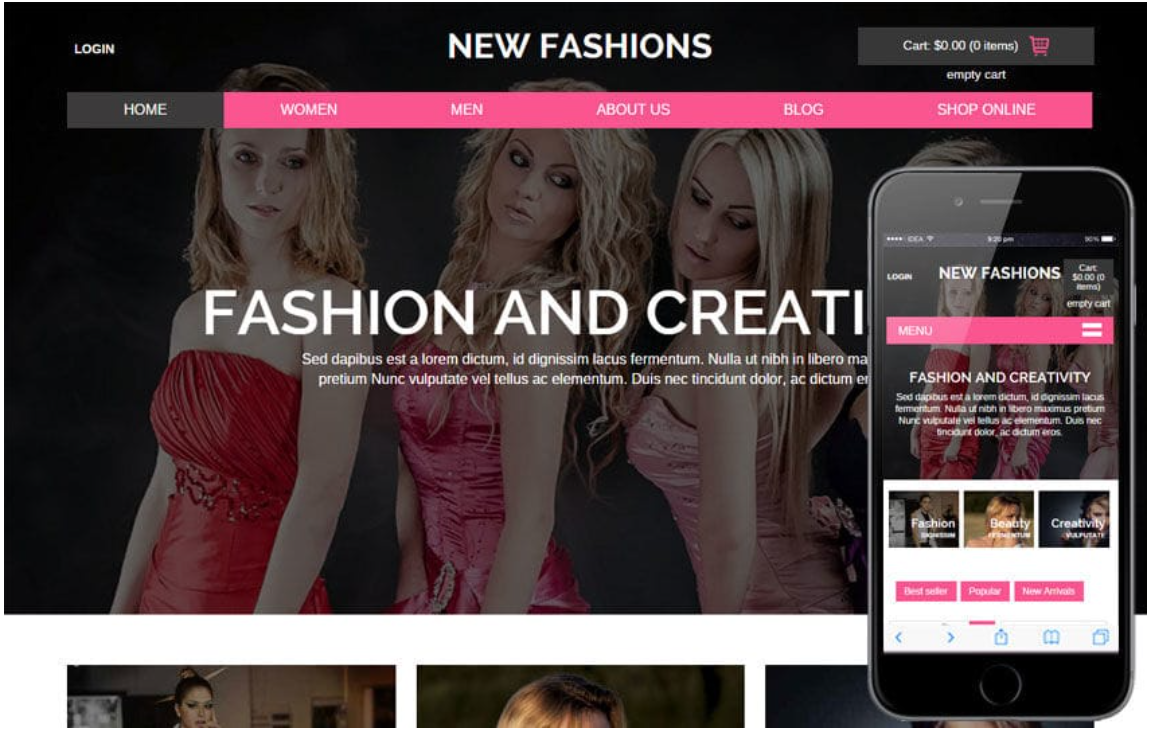 LOGIN
NEW FASHIONS
Cart: $0.00 (0 items)
empty cart
HOME
WOMEN
MEN
ABOUT US
BLOG
SHOP ONLINE
FASHION AND CREATI
Sed dapibus est a lorem dictum, id dignissim lacus fermentum. Nulla ut nibh in libero ma
pretium Nunc vulputate vel tellus ac elementum. Duis nec tincidunt dolor, ac dictum er
IDEA
9:20 pm
90%
LOGIN
NEW FASHIONS
Cart:
$0.00 (0
items)
empty cart
MENU
FASHION AND CREATIVITY
Sed dapibus est a lorem dictum, id dignissim lacus
fermentum. Nulla ut nibh in libero maximus pretium
Nunc vulputate vel tellus ac elementum. Duis nec
tincidunt dolor, ac dictum eros.
Fashion
DIGNISSIM
Beauty
FERMENTUM
Creativity
VULPUTATE
Best seller
Popular
New Arrivals